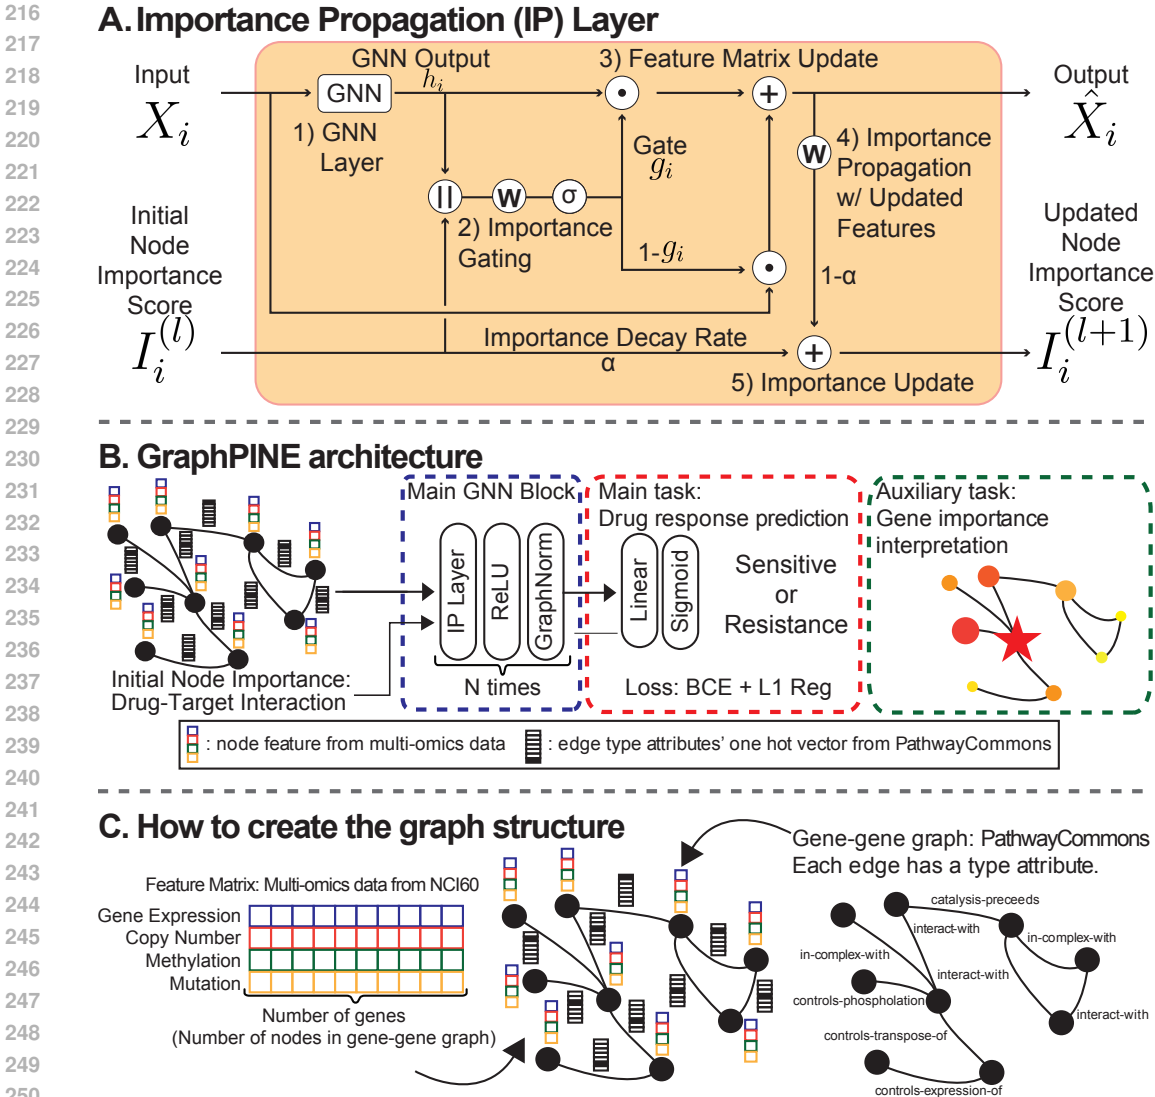 216
217
218
219
220
221
222
223
224
225
226
227
228
229
230
231
232
233
234
235
236
237
238
239
240
241
242
243
244
245
246
247
248
249
250
A. Importance Propagation (IP) Layer
Input
X_i
Initial
Node
Importance
Score
I_i^{(l)}
GNN Output
h_i
GNN
1) GNN
Layer
||
W
σ
2) Importance
Gating
3) Feature Matrix Update
·
+
Gate
g_i
1-g_i
·
W
4) Importance
Propagation
w/ Updated
Features
1-α
Importance Decay Rate
α
+
5) Importance Update
Output
X̂_i
Updated
Node
Importance
Score
I_i^{(l+1)}
B. GraphPINE architecture
Initial Node Importance:
Drug-Target Interaction
Main GNN Block
IP Layer
ReLU
GraphNorm
N times
Main task:
Drug response prediction
Linear
Sigmoid
Sensitive
or
Resistance
Loss: BCE + L1 Reg
Auxiliary task:
Gene importance
interpretation
: node feature from multi-omics data
: edge type attributes' one hot vector from PathwayCommons
C. How to create the graph structure
Feature Matrix: Multi-omics data from NCI60
Gene Expression
Copy Number
Methylation
Mutation
Number of genes
(Number of nodes in gene-gene graph)
Gene-gene graph: PathwayCommons
Each edge has a type attribute.
catalysis-preceeds
interact-with
in-complex-with
in-complex-with
interact-with
controls-phospholation
interact-with
controls-transpose-of
controls-expression-of